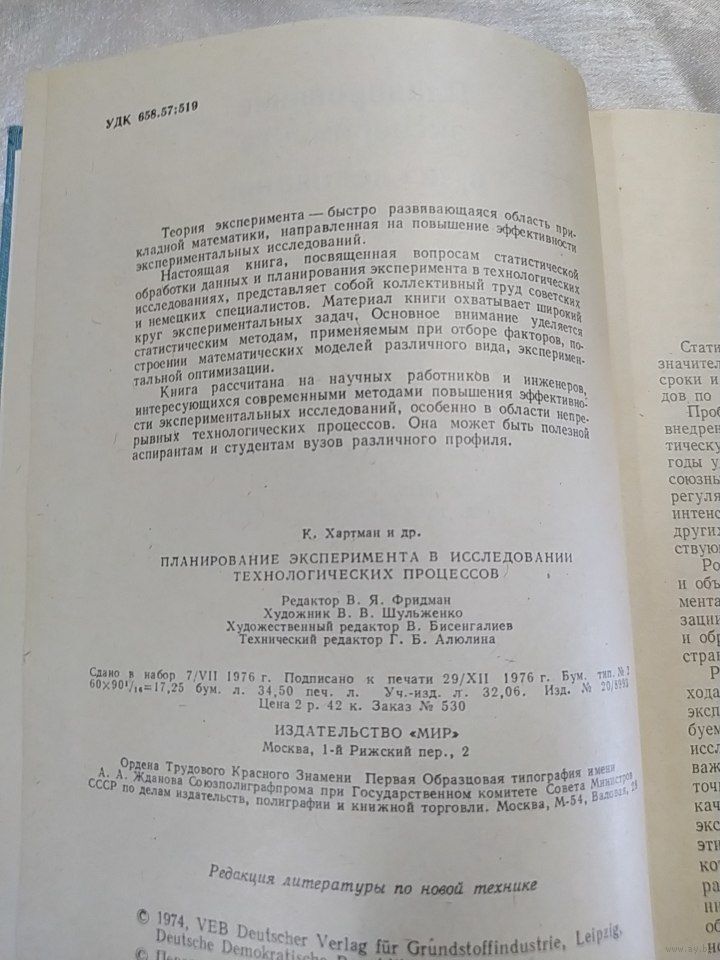 УДК 658.57:519
Теория эксперимента — быстро развивающаяся область при-
кладной математики, направленная на повышение эффективности
экспериментальных исследований.
Настоящая книга, посвященная вопросам статистической
обработки данных и планирования эксперимента в технологических
исследованиях, представляет собой коллективный труд советских
и немецких специалистов. Материал книги охватывает широкий
круг экспериментальных задач. Основное внимание уделяется
статистическим методам, применяемым при отборе факторов, по-
строении математических моделей различного вида, эксперимен-
тальной оптимизации.
Книга рассчитана на научных работников и инженеров,
интересующихся современными методами повышения эффективно-
сти экспериментальных исследований, особенно в области непре-
рывных технологических процессов. Она может быть полезной
аспирантам и студентам вузов различного профиля.
К. Хартман и др.
ПЛАНИРОВАНИЕ ЭКСПЕРИМЕНТА В ИССЛЕДОВАНИИ
ТЕХНОЛОГИЧЕСКИХ ПРОЦЕССОВ
Редактор В. Я. Фридман
Художник В. В. Шульженко
Художественный редактор В. Бисенгалиев
Технический редактор Г. Б. Алюлина
Сдано в набор 7/VII 1976 г. Подписано к печати 29/XII 1976 г. Бум. тип. № 2
60×90¹/₁₆=17,25 бум. л. 34,50 печ. л. Уч.-изд. л. 32,06. Изд. № 20/8993
Цена 2 р. 42 к. Заказ № 530
ИЗДАТЕЛЬСТВО «МИР»
Москва, 1-й Рижский пер., 2
Ордена Трудового Красного Знамени Первая Образцовая типография имени
А. А. Жданова Союзполиграфпрома при Государственном комитете Совета Министров
СССР по делам издательств, полиграфии и книжной торговли. Москва, М-54, Валовая, 28
Редакция литературы по новой технике
© 1974, VEB Deutscher Verlag für Grundstoffindustrie, Leipzig,
Deutsche Demokratische
©
Стати
значител
сроки и
дов по
Проб
внедрен
тическу
годы у
союзны
регуля
интенс
других
ствую
Ро
и объ
мента
зации
и обр
стран
Р
хода
эксп
буем
иссл
важ
точн
кач
экс
эти
кот
ра
ни
об
но
www.ay.b